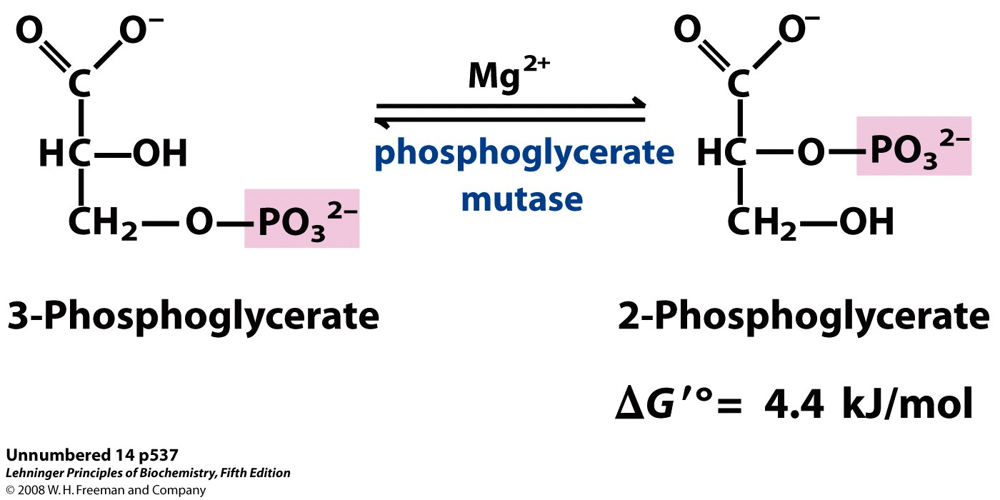 O O⁻ O O⁻
C Mg²⁺ C
HC—OH phosphoglycerate HC—O—PO₃²⁻
mutase
CH₂—O—PO₃²⁻ CH₂—OH
3-Phosphoglycerate 2-Phosphoglycerate
ΔG′° = 4.4 kJ/mol
Unnumbered 14 p537
Lehninger Principles of Biochemistry, Fifth Edition
© 2008 W. H. Freeman and Company